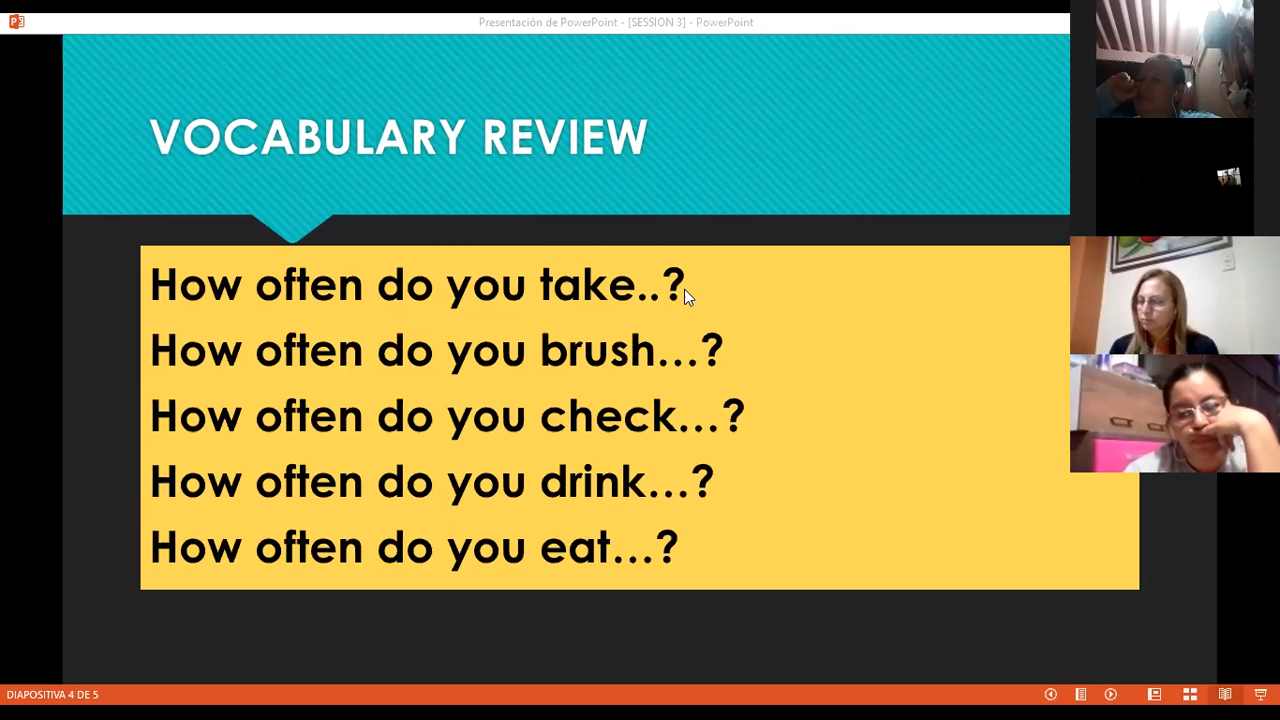 Presentación de PowerPoint - [SESSION 3] - PowerPoint
VOCABULARY REVIEW
How often do you take..?
How often do you brush...?
How often do you check...?
How often do you drink...?
How often do you eat...?
DIAPOSITIVA 4 DE 5